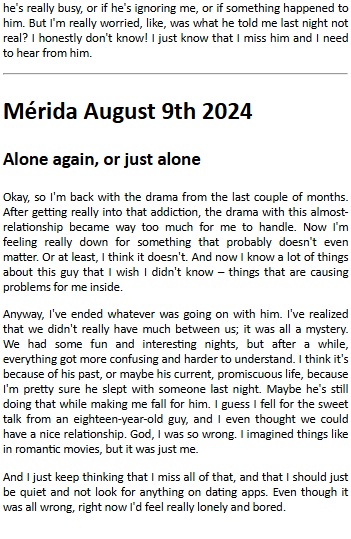 he's really busy, or if he's ignoring me, or if something happened to
him. But I'm really worried, like, was what he told me last night not
real? I honestly don't know! I just know that I miss him and I need
to hear from him.
Mérida August 9th 2024
Alone again, or just alone
Okay, so I'm back with the drama from the last couple of months.
After getting really into that addiction, the drama with this almost-
relationship became way too much for me to handle. Now I'm
feeling really down for something that probably doesn't even
matter. Or at least, I think it doesn't. And now I know a lot of things
about this guy that I wish I didn't know – things that are causing
problems for me inside.
Anyway, I've ended whatever was going on with him. I've realized
that we didn't really have much between us; it was all a mystery.
We had some fun and interesting nights, but after a while,
everything got more confusing and harder to understand. I think it's
because of his past, or maybe his current, promiscuous life, because
I'm pretty sure he slept with someone last night. Maybe he's still
doing that while making me fall for him. I guess I fell for the sweet
talk from an eighteen-year-old guy, and I even thought we could
have a nice relationship. God, I was so wrong. I imagined things like
in romantic movies, but it was just me.
And I just keep thinking that I miss all of that, and that I should just
be quiet and not look for anything on dating apps. Even though it
was all wrong, right now I'd feel really lonely and bored.